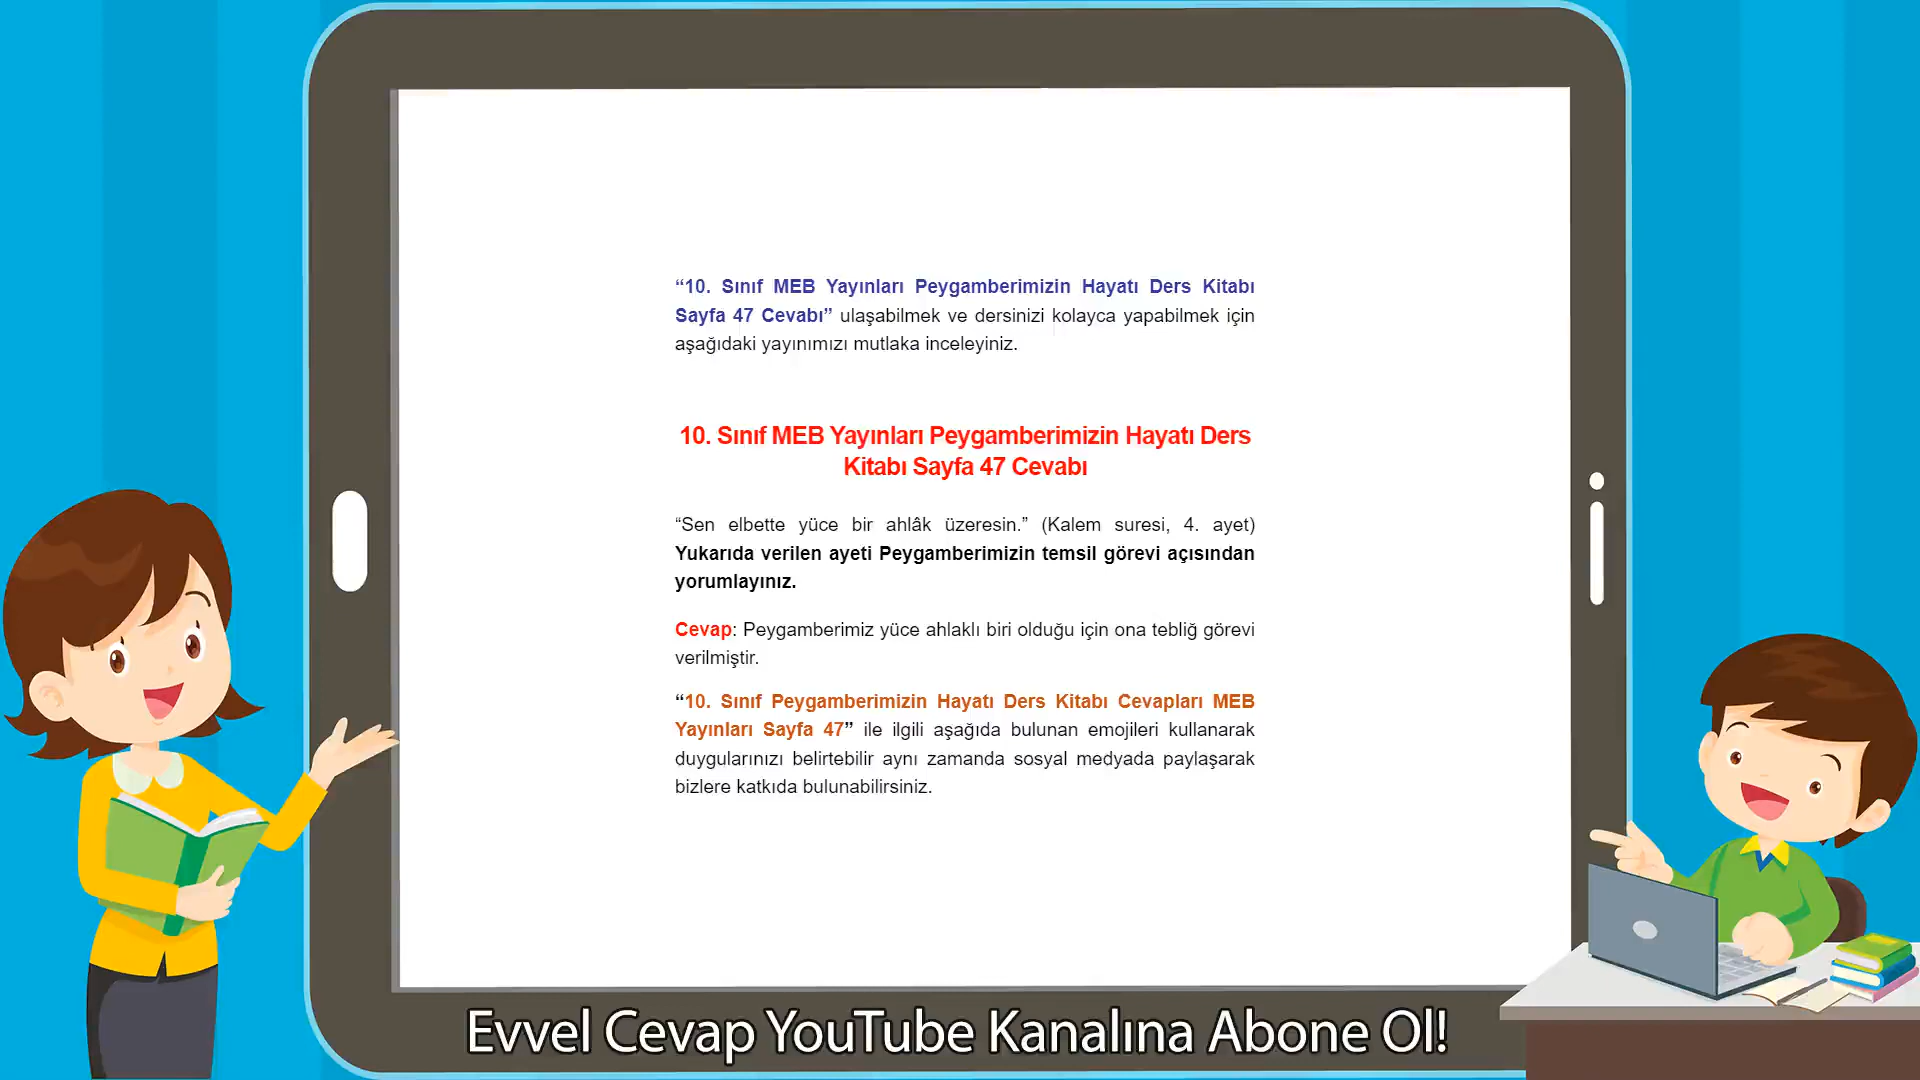 “10. Sınıf MEB Yayınları Peygamberimizin Hayatı Ders Kitabı
Sayfa 47 Cevabı” ulaşabilmek ve dersinizi kolayca yapabilmek için
aşağıdaki yayınımızı mutlaka inceleyiniz.
10. Sınıf MEB Yayınları Peygamberimizin Hayatı Ders
Kitabı Sayfa 47 Cevabı
“Sen elbette yüce bir ahlâk üzeresin.” (Kalem suresi, 4. ayet)
Yukarıda verilen ayeti Peygamberimizin temsil görevi açısından
yorumlayınız.
Cevap: Peygamberimiz yüce ahlaklı biri olduğu için ona tebliğ görevi
verilmiştir.
“10. Sınıf Peygamberimizin Hayatı Ders Kitabı Cevapları MEB
Yayınları Sayfa 47” ile ilgili aşağıda bulunan emojileri kullanarak
duygularınızı belirtebilir aynı zamanda sosyal medyada paylaşarak
bizlere katkıda bulunabilirsiniz.
Evvel Cevap YouTube Kanalına Abone Ol!